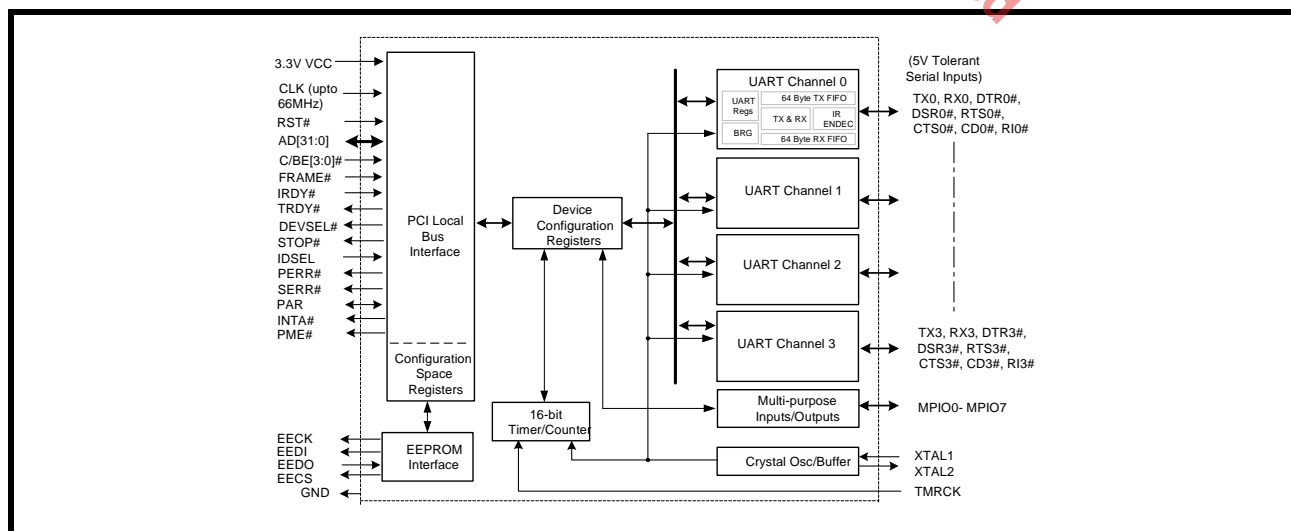 3.3V VCC
CLK (upto
66MHz)
RST#
AD[31:0]
C/BE[3:0]#
FRAME#
IRDY#
TRDY#
DEVSEL#
STOP#
IDSEL
PERR#
SERR#
PAR
INTA#
PME#
EECK
EEDI
EEDO
EECS
GND
PCI Local
Bus
Interface
Configuration
Space
Registers
EEPROM
Interface
Device
Configuration
Registers
16-bit
Timer/Counter
UART Channel 0
UART
Regs
64 Byte TX FIFO
TX & RX
IR
ENDEC
BRG
64 Byte RX FIFO
UART Channel 1
UART Channel 2
UART Channel 3
Multi-purpose
Inputs/Outputs
Crystal Osc/Buffer
(5V Tolerant
Serial Inputs)
TX0, RX0, DTR0#,
DSR0#, RTS0#,
CTS0#, CD0#, RI0#
TX3, RX3, DTR3#,
DSR3#, RTS3#,
CTS3#, CD3#, RI3#
MPIO0- MPIO7
XTAL1
XTAL2
TMRCK